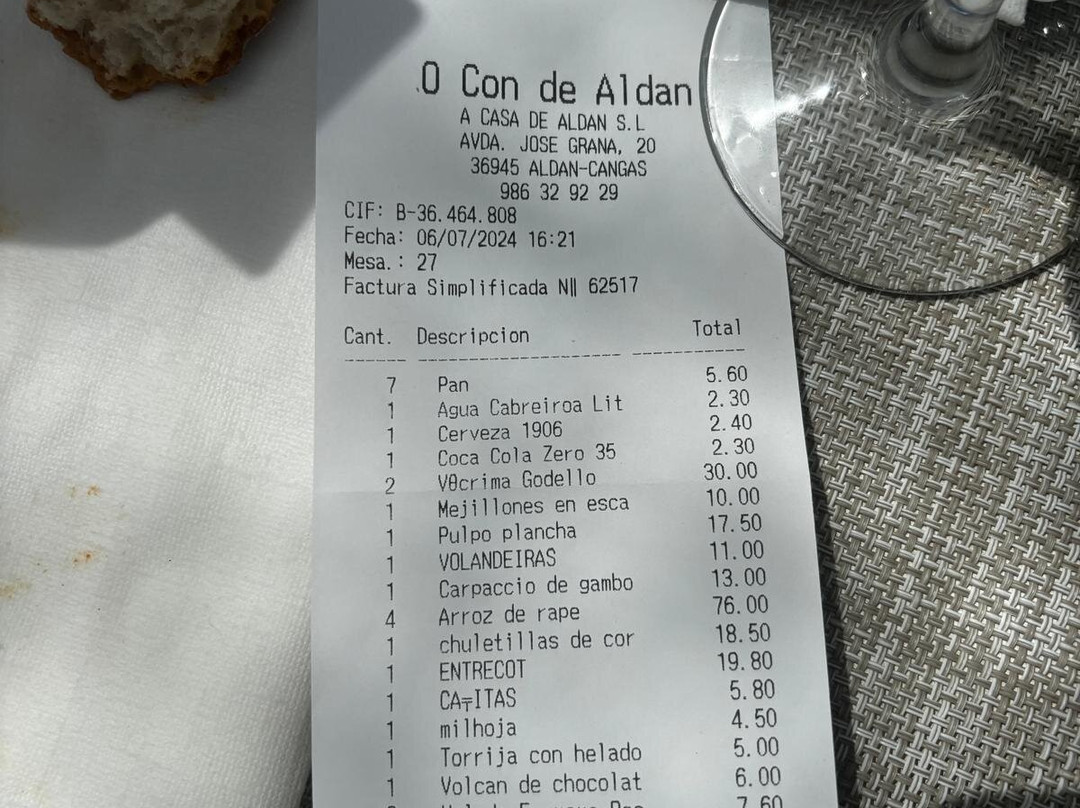 O Con de Aldan
A CASA DE ALDAN S.L
AVDA. JOSE GRANA, 20
36945 ALDAN-CANGAS
986 32 92 29
CIF: B-36.464.808
Fecha: 06/07/2024 16:21
Mesa.: 27
Factura Simplificada N‖ 62517
Cant. Descripcion Total
7 Pan 5.60
1 Agua Cabreiroa Lit 2.30
1 Cerveza 1906 2.40
1 Coca Cola Zero 35 2.30
2 Vθcrima Godello 30.00
1 Mejillones en esca 10.00
1 Pulpo plancha 17.50
1 VOLANDEIRAS 11.00
1 Carpaccio de gambo 13.00
4 Arroz de rape 76.00
1 chuletillas de cor 18.50
1 ENTRECOT 19.80
1 CA╤ITAS 5.80
1 milhoja 4.50
1 Torrija con helado 5.00
1 Volcan de chocolat 6.00
7.60